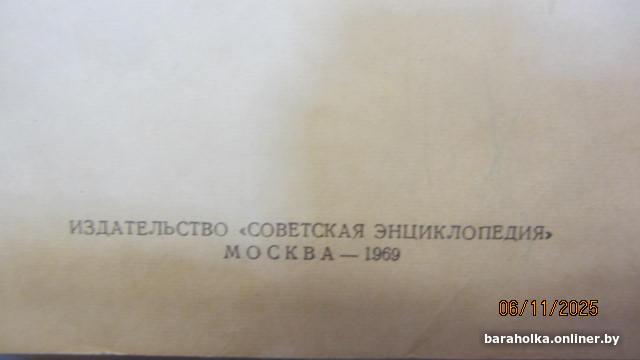 ИЗДАТЕЛЬСТВО «СОВЕТСКАЯ ЭНЦИКЛОПЕДИЯ»
МОСКВА — 1969
06/11/2025
baraholka.onliner.by